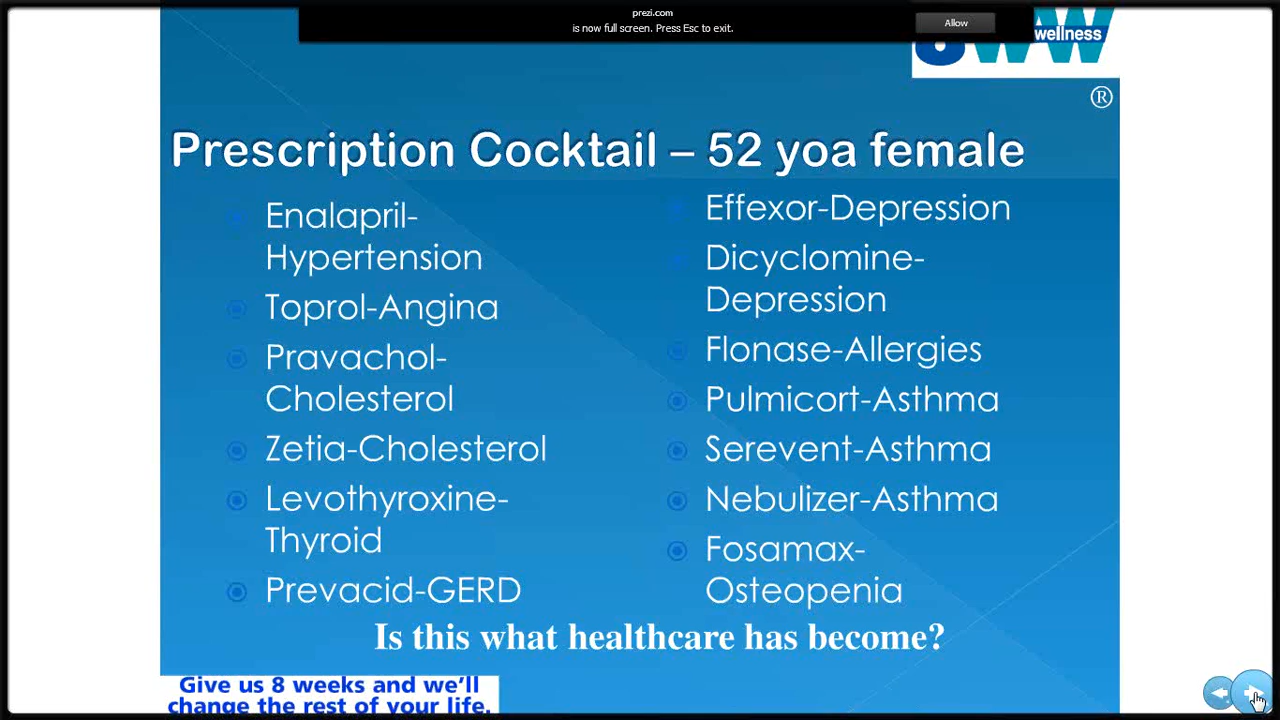 prezi.com
is now full screen. Press Esc to exit.
Allow
wellness
®
Prescription Cocktail – 52 yoa female
Enalapril-
Hypertension
Toprol-Angina
Pravachol-
Cholesterol
Zetia-Cholesterol
Levothyroxine-
Thyroid
Prevacid-GERD
Effexor-Depression
Dicyclomine-
Depression
Flonase-Allergies
Pulmicort-Asthma
Serevent-Asthma
Nebulizer-Asthma
Fosamax-
Osteopenia
Is this what healthcare has become?
Give us 8 weeks and we'll
change the rest of your life.